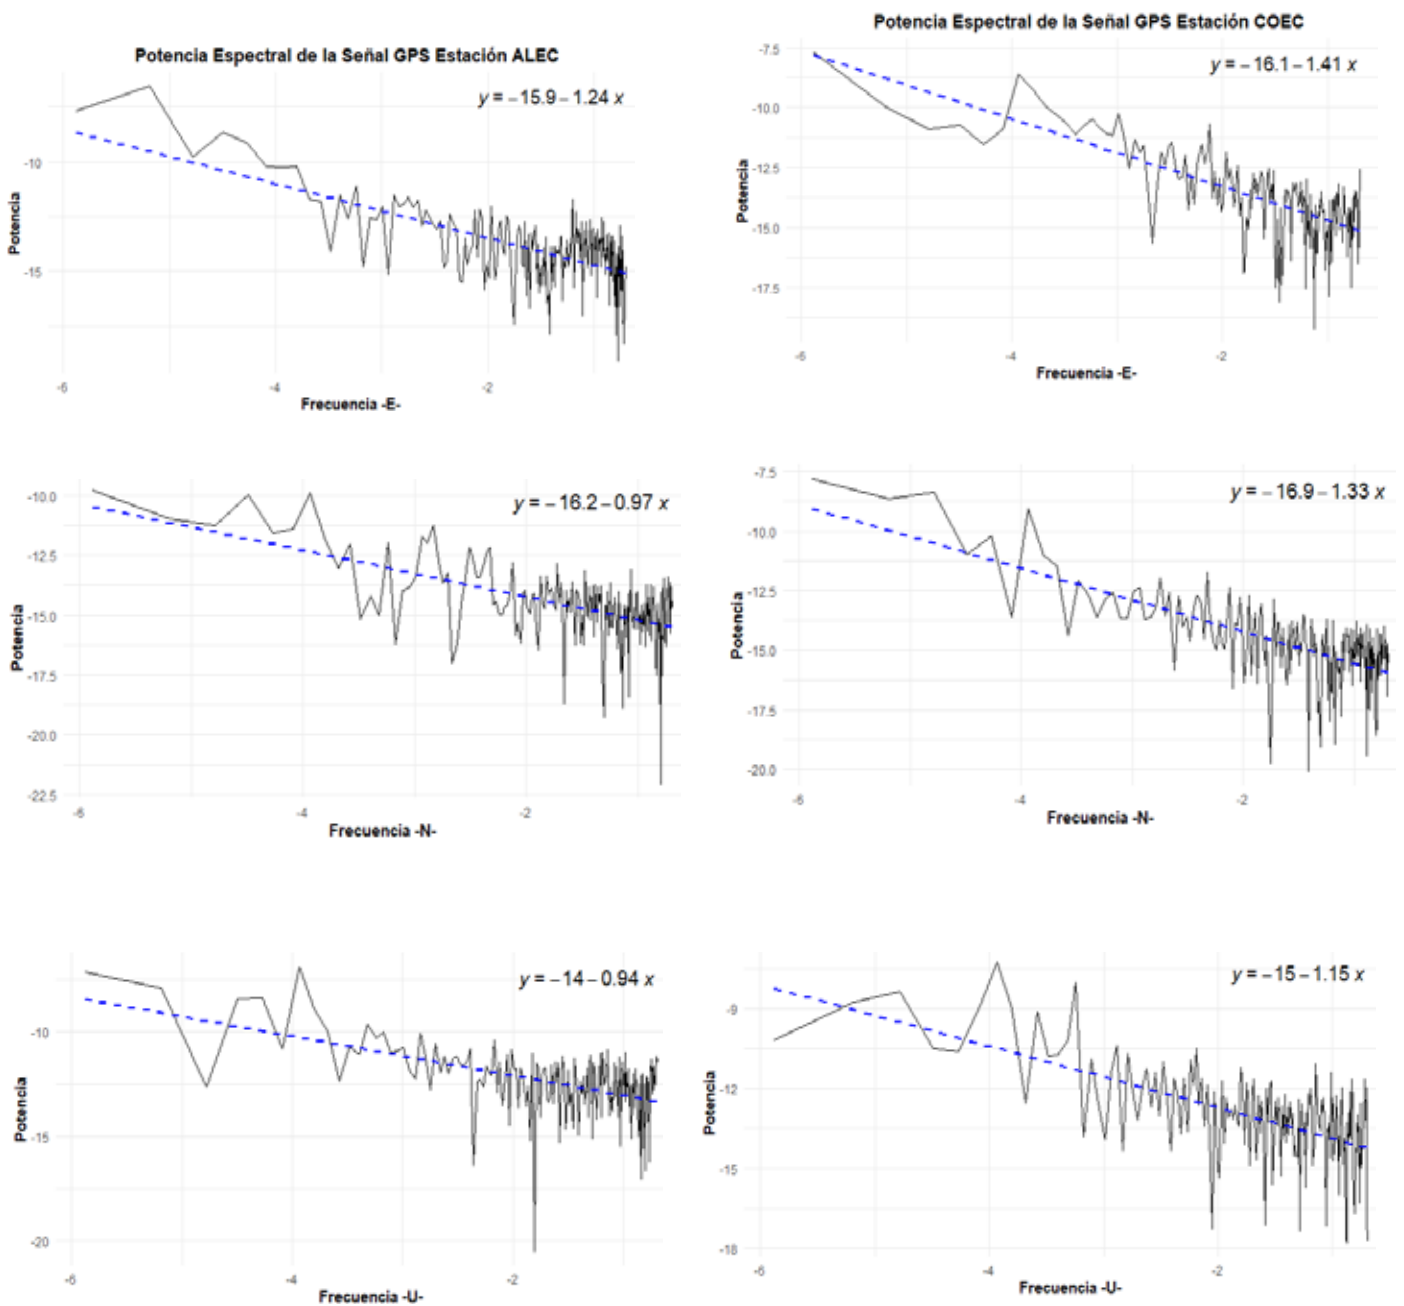 Potencia Espectral de la Señal GPS Estación ALEC
y = −15.9 − 1.24 x
-10
-15
Potencia
-6
-4
-2
Frecuencia -E-
Potencia Espectral de la Señal GPS Estación COEC
y = −16.1 − 1.41 x
-7.5
-10.0
-12.5
-15.0
-17.5
Potencia
-6
-4
-2
Frecuencia -E-
y = −16.2 − 0.97 x
-10.0
-12.5
-15.0
-17.5
-20.0
-22.5
Potencia
-6
-4
-2
Frecuencia -N-
y = −16.9 − 1.33 x
-7.5
-10.0
-12.5
-15.0
-17.5
-20.0
Potencia
-6
-4
-2
Frecuencia -N-
y = −14 − 0.94 x
-10
-15
-20
Potencia
-6
-4
-2
Frecuencia -U-
y = −15 − 1.15 x
-9
-12
-15
-18
Potencia
-6
-4
-2
Frecuencia -U-